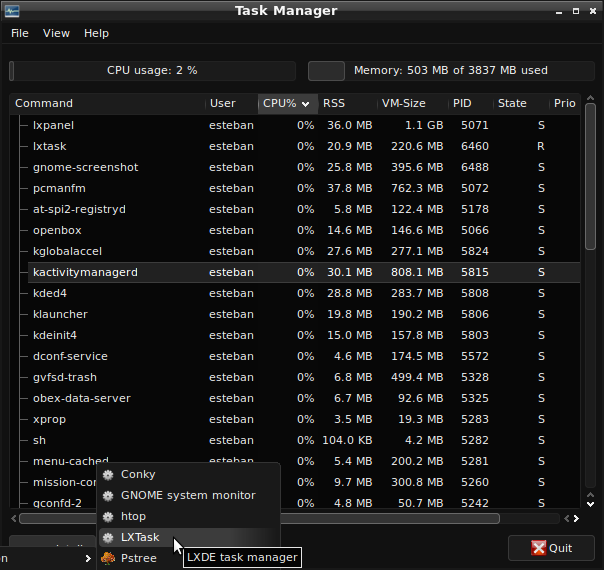 Task Manager
File View Help
CPU usage: 2 % Memory: 503 MB of 3837 MB used
Command User CPU% RSS VM-Size PID State Prio
lxpanel esteban 0% 36.0 MB 1.1 GB 5071 S
lxtask esteban 0% 20.9 MB 220.6 MB 6460 R
gnome-screenshot esteban 0% 25.8 MB 395.6 MB 6488 S
pcmanfm esteban 0% 37.8 MB 762.3 MB 5072 S
at-spi2-registryd esteban 0% 5.8 MB 122.4 MB 5178 S
openbox esteban 0% 14.6 MB 146.6 MB 5066 S
kglobalaccel esteban 0% 27.6 MB 277.1 MB 5824 S
kactivitymanagerd esteban 0% 30.1 MB 808.1 MB 5815 S
kded4 esteban 0% 28.8 MB 283.7 MB 5808 S
klauncher esteban 0% 19.8 MB 190.2 MB 5806 S
kdeinit4 esteban 0% 15.0 MB 157.8 MB 5803 S
dconf-service esteban 0% 4.6 MB 174.5 MB 5572 S
gvfsd-trash esteban 0% 6.8 MB 499.4 MB 5328 S
obex-data-server esteban 0% 6.7 MB 92.6 MB 5325 S
xprop esteban 0% 3.5 MB 19.3 MB 5283 S
sh esteban 0% 104.0 KB 4.2 MB 5282 S
menu-cached esteban 0% 5.4 MB 200.2 MB 5281 S
mission-con 0% 9.7 MB 300.8 MB 5260 S
gconfd-2 0% 4.8 MB 50.7 MB 5242 S
Conky
GNOME system monitor
htop
LXTask
Pstree
LXDE task manager
Quit